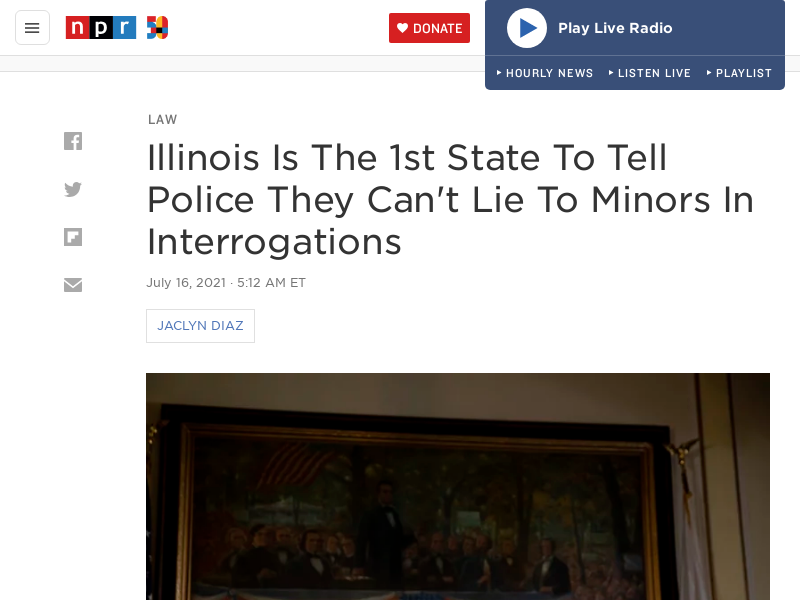 npr
DONATE
Play Live Radio
HOURLY NEWS
LISTEN LIVE
PLAYLIST
LAW
Illinois Is The 1st State To Tell
Police They Can't Lie To Minors In
Interrogations
July 16, 2021 · 5:12 AM ET
JACLYN DIAZ